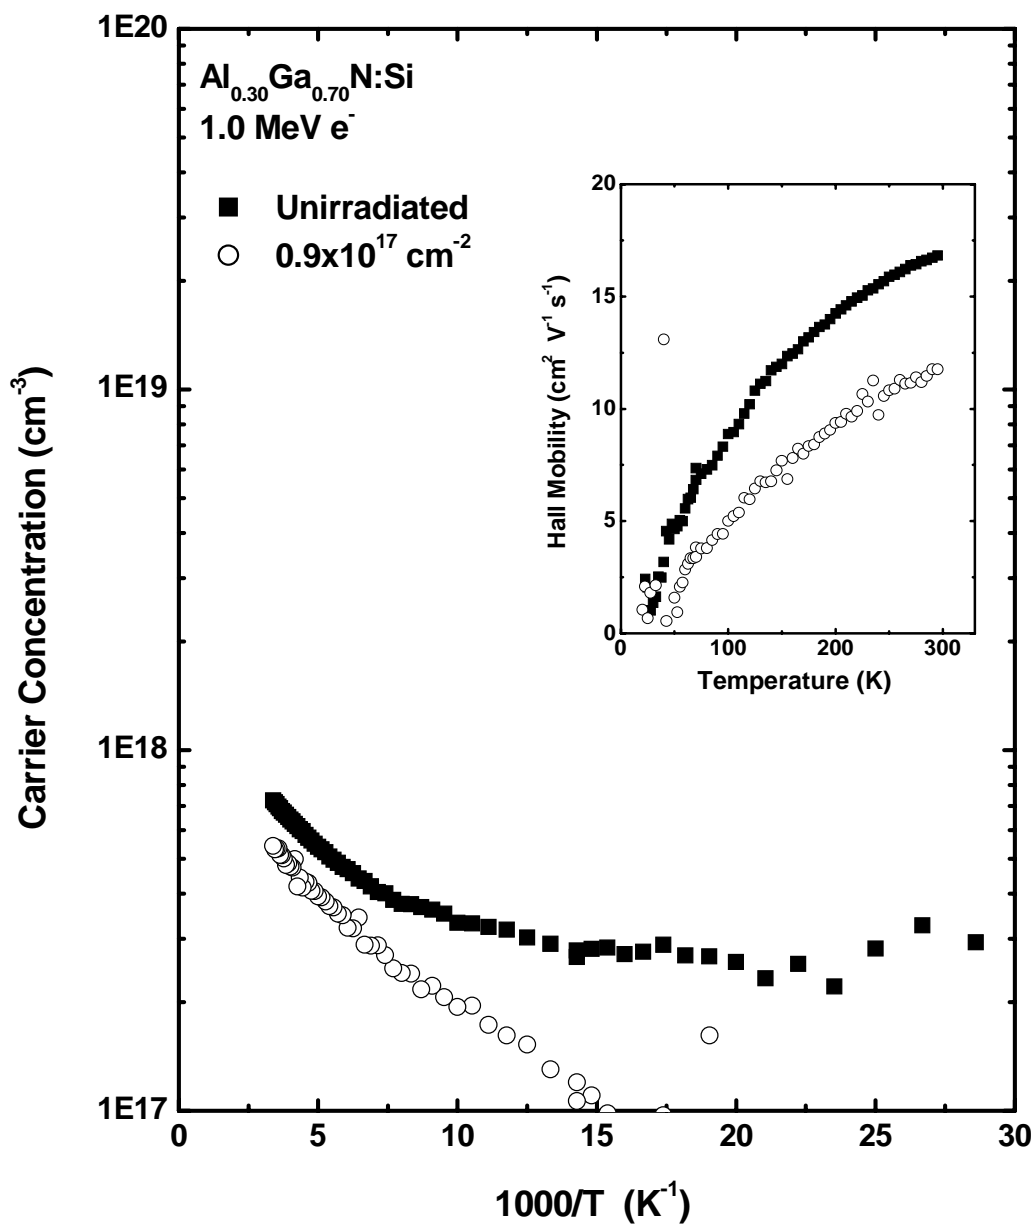 1E20
Al0.30Ga0.70N:Si
1.0 MeV e-
Unirradiated
0.9x10^17 cm^-2
20
15
10
5
0
0 100 200 300
Hall Mobility (cm^2 V^-1 s^-1)
Temperature (K)
1E19
1E18
1E17
Carrier Concentration (cm^-3)
0 5 10 15 20 25 30
1000/T (K^-1)